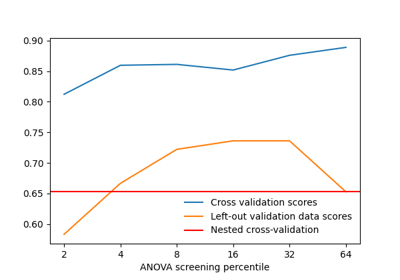 0.90
0.85
0.80
0.75
0.70
0.65
0.60
Cross validation scores
Left-out validation data scores
Nested cross-validation
2 4 8 16 32 64
ANOVA screening percentile